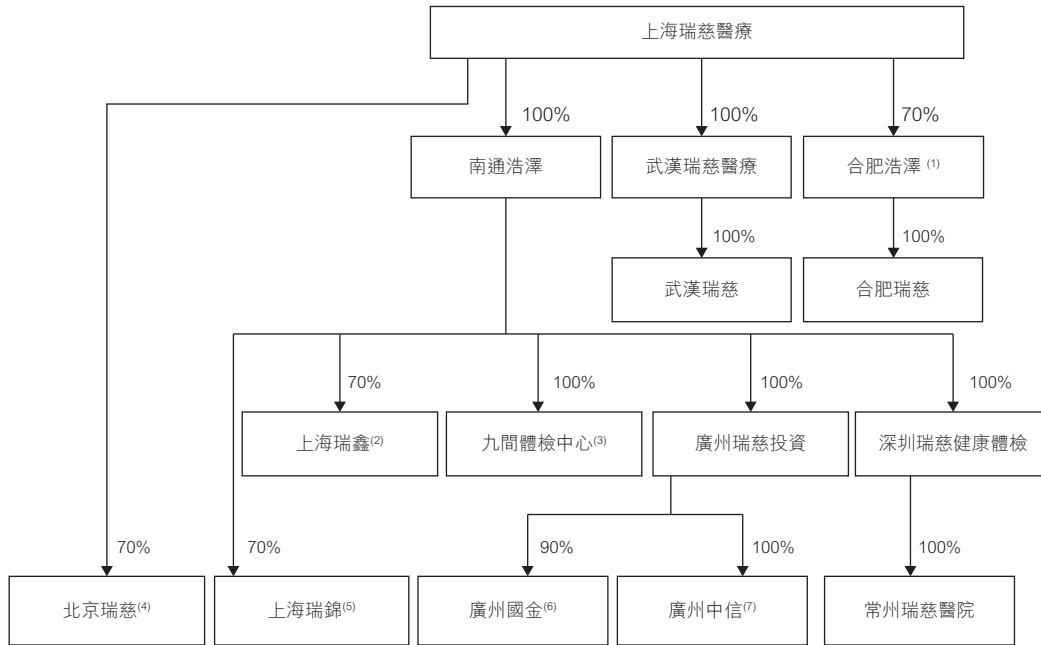 上海瑞慈醫療
100%
100%
70%
南通浩澤
武漢瑞慈醫療
合肥浩澤 (1)
100%
100%
武漢瑞慈
合肥瑞慈
70%
100%
100%
100%
上海瑞鑫(2)
九間體檢中心(3)
廣州瑞慈投資
深圳瑞慈健康體檢
70%
70%
90%
100%
100%
北京瑞慈(4)
上海瑞錦(5)
廣州國金(6)
廣州中信(7)
常州瑞慈醫院